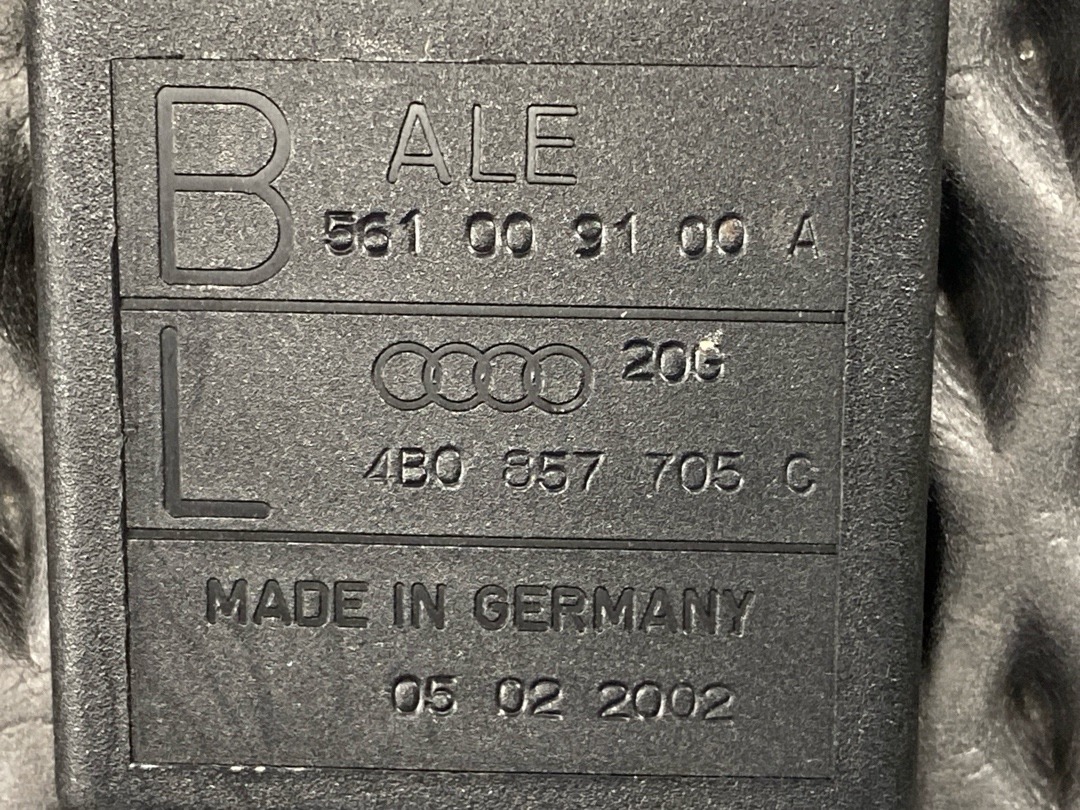 B ALE
561 00 91 00 A
L 20G
4B0 857 705 C
MADE IN GERMANY
05 02 2002